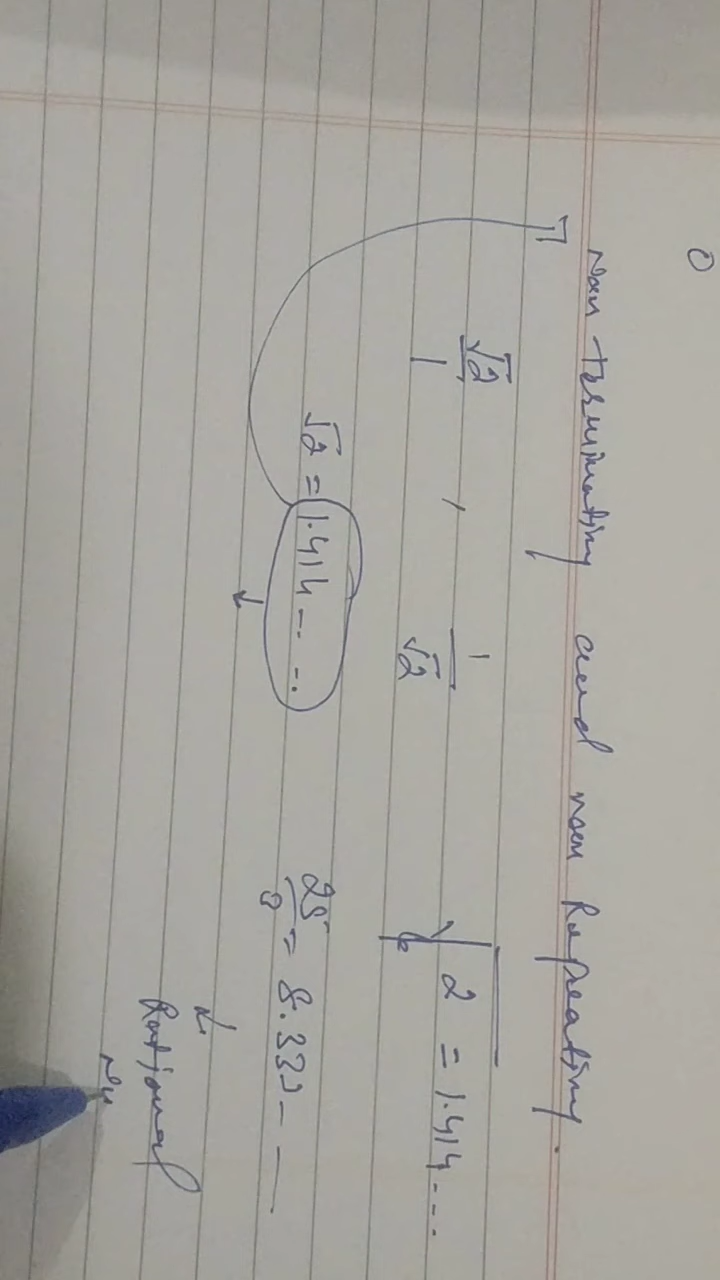 Non-Terminating and non Repeating.
√2/1 , 1/√2 √2 = 1.414...
√2 = 1.414.....
25/3 = 8.333--
Rational
Nu